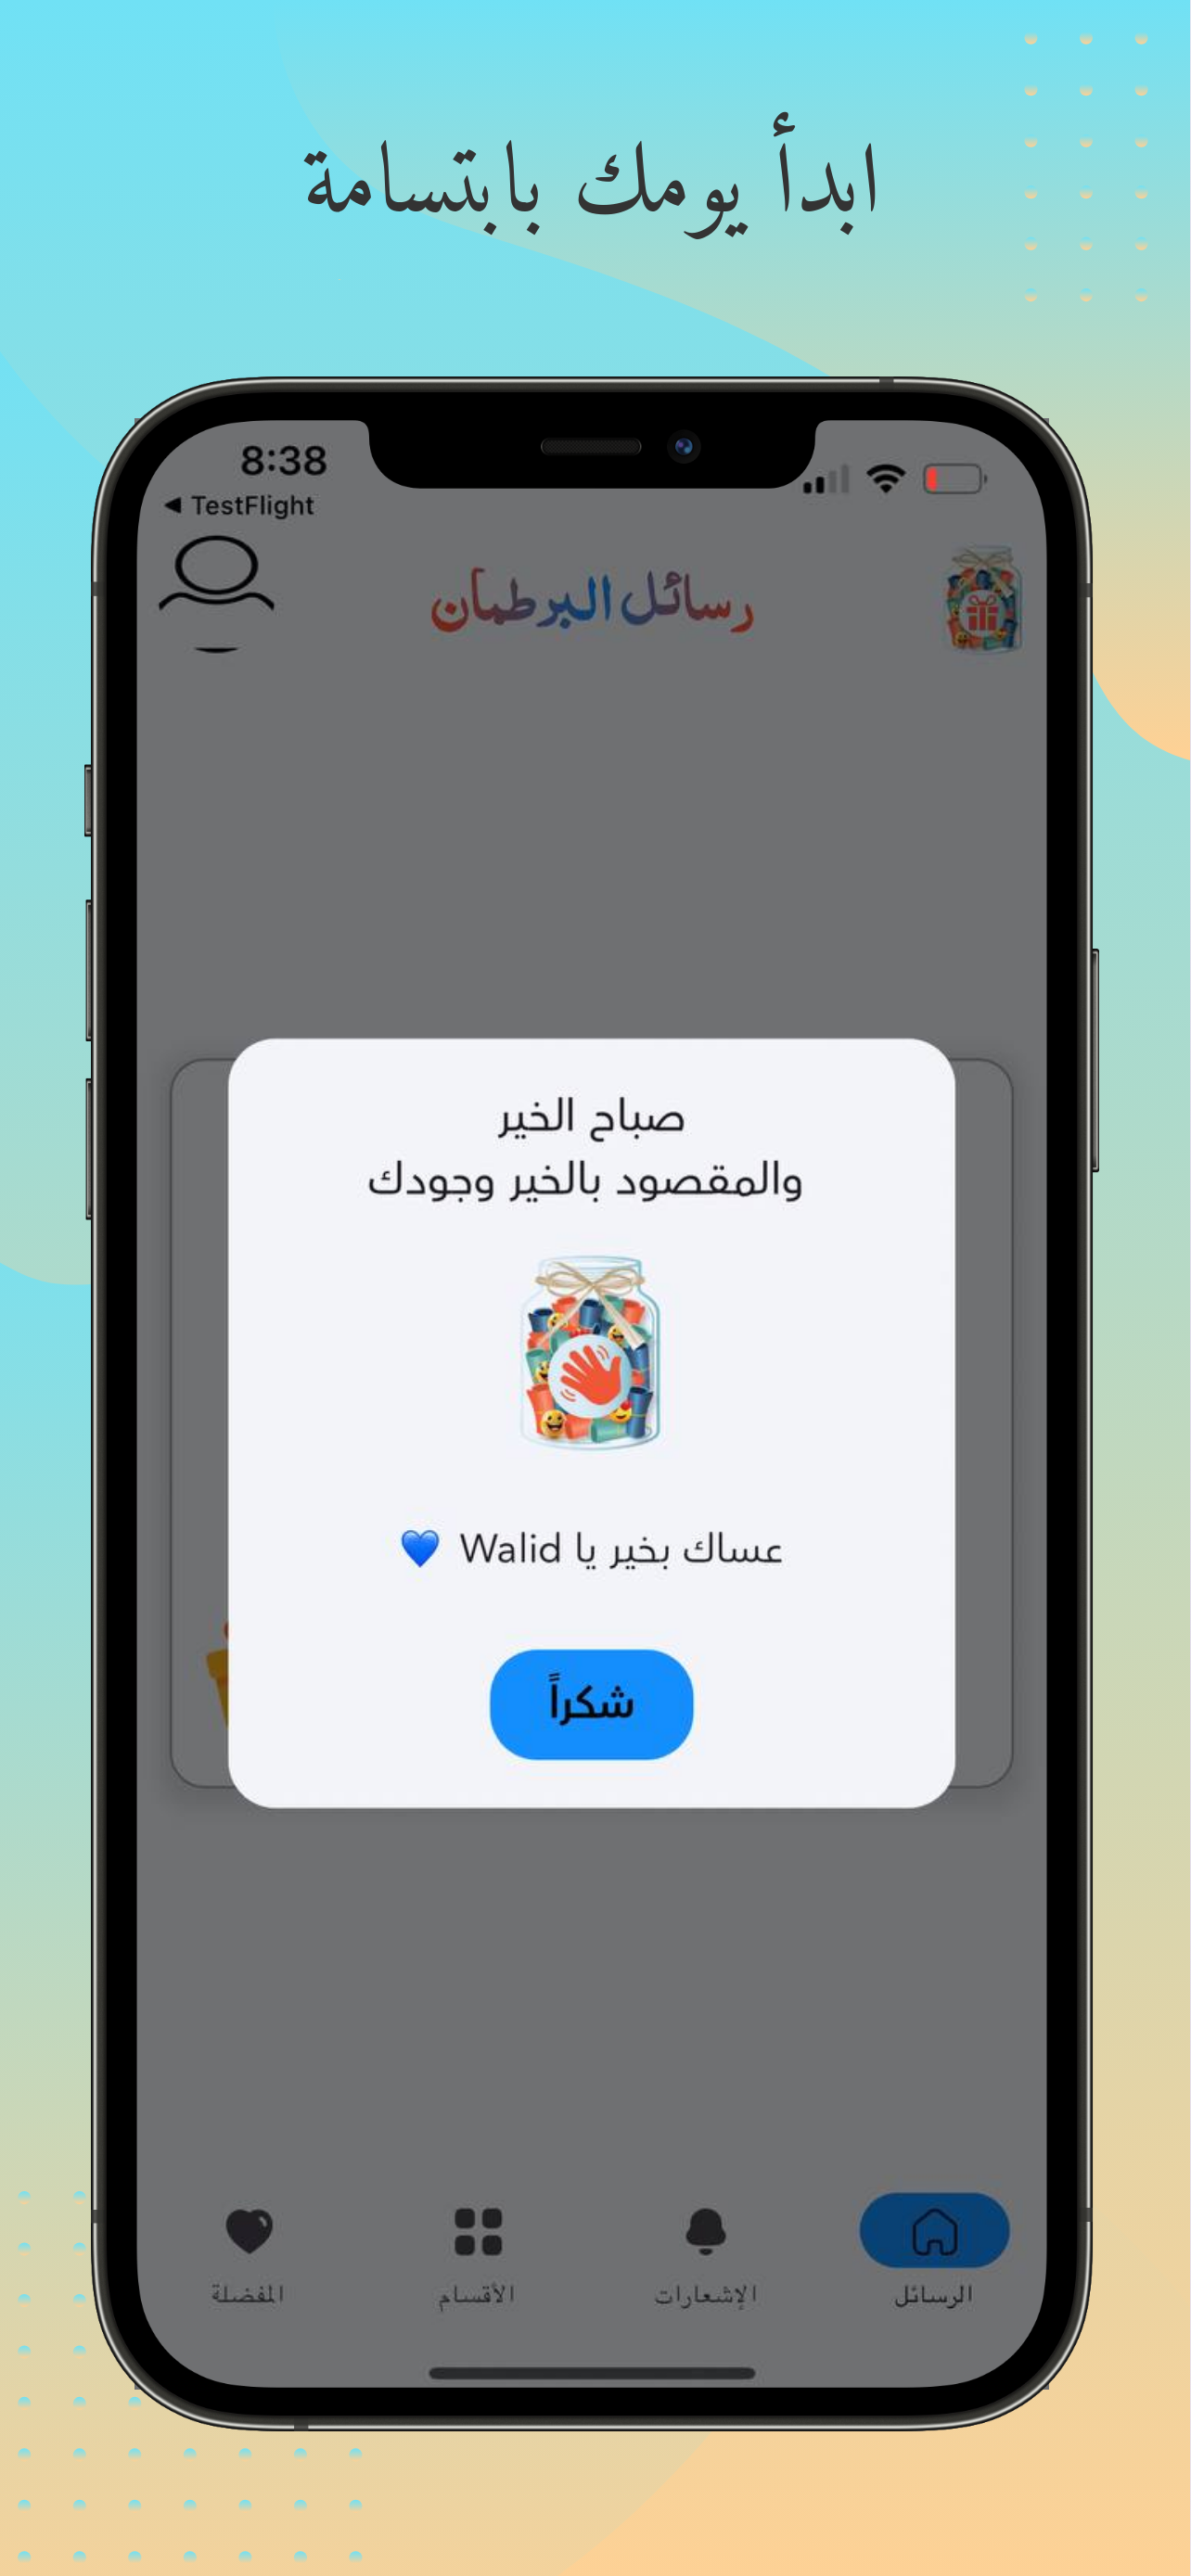 ابدأ يومك بابتسامة
8:38
◀ TestFlight
رسائل البرطمان
صباح الخير
والمقصود بالخير وجودك
عساك بخير يا Walid 💙
شكراً
الرسائل
الإشعارات
الأقسام
المفضلة